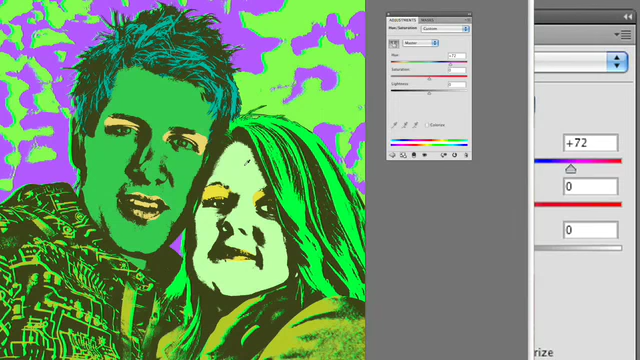 ADJUSTMENTS
MASKS
Hue/Saturation
Custom
Master
Hue:
+72
Saturation:
0
Lightness:
0
Colorize
+72
0
0
rize